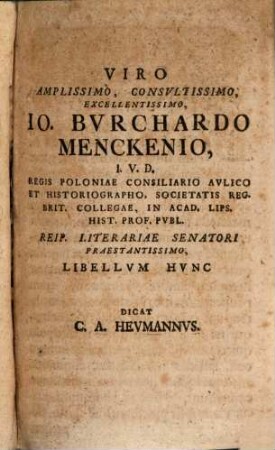 VIRO
AMPLISSIMO, CONSVLTISSIMO,
EXCELLENTISSIMO,
IO. BVRCHARDO
MENCKENIO,
I. V. D.
REGIS POLONIAE CONSILIARIO AVLICO
ET HISTORIOGRAPHO, SOCIETATIS REG.
BRIT. COLLEGAE, IN ACAD. LIPS.
HIST. PROF. PVBL.
REIP. LITERARIAE SENATORI
PRAESTANTISSIMO,
LIBELLVM HVNC
DICAT
C. A. HEVMANNVS.